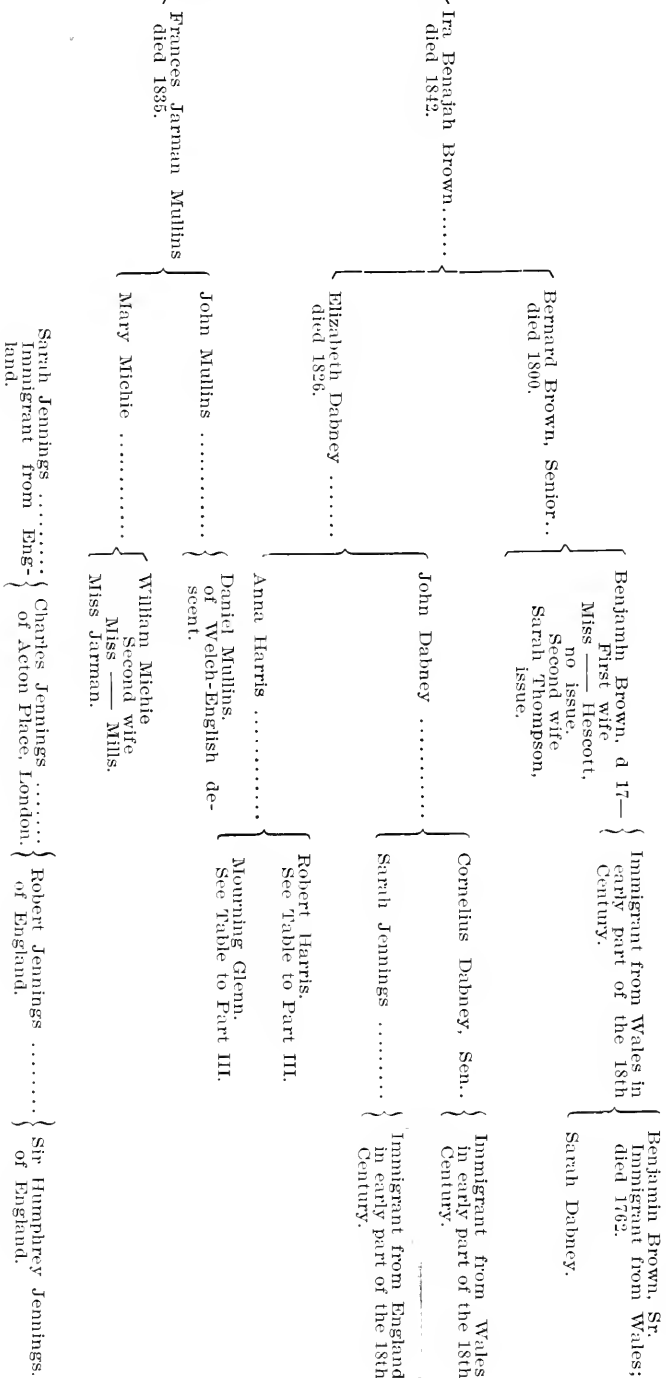 Ira Benajah Brown......
died 1842.
Frances Jarman Mullins
died 1835.
Bernard Brown, Senior..
died 1800.
Elizabeth Dabney .......
died 1826.
John Mullins ............
Mary Michie ............
Sarah Jennings .........
Immigrant from Eng-
land.
Benjamin Brown, d 17—
First wife
Miss —— Hescott,
no issue.
Second wife
Sarah Thompson,
issue.
John Dabney ...........
Anna Harris ............
Daniel Mullins,
of Welch-English de-
scent.
William Michie
Second wife
Miss —— Mills.
Miss Jarman.
Charles Jennings .......
of Acton Place, London.
Immigrant from Wales in
early part of the 18th
Century.
Cornelius Dabney, Sen..
Sarah Jennings .........
Robert Harris.
See Table to Part III.
Mourning Glenn.
See Table to Part III.
Robert Jennings ........
of England.
Benjamin Brown, Sr.
Immigrant from Wales;
died 1762.
Sarah Dabney.
Immigrant from Wales
in early part of the 18th
Century.
Immigrant from England
in early part of the 18th
Century.
Sir Humphrey Jennings.
of England.